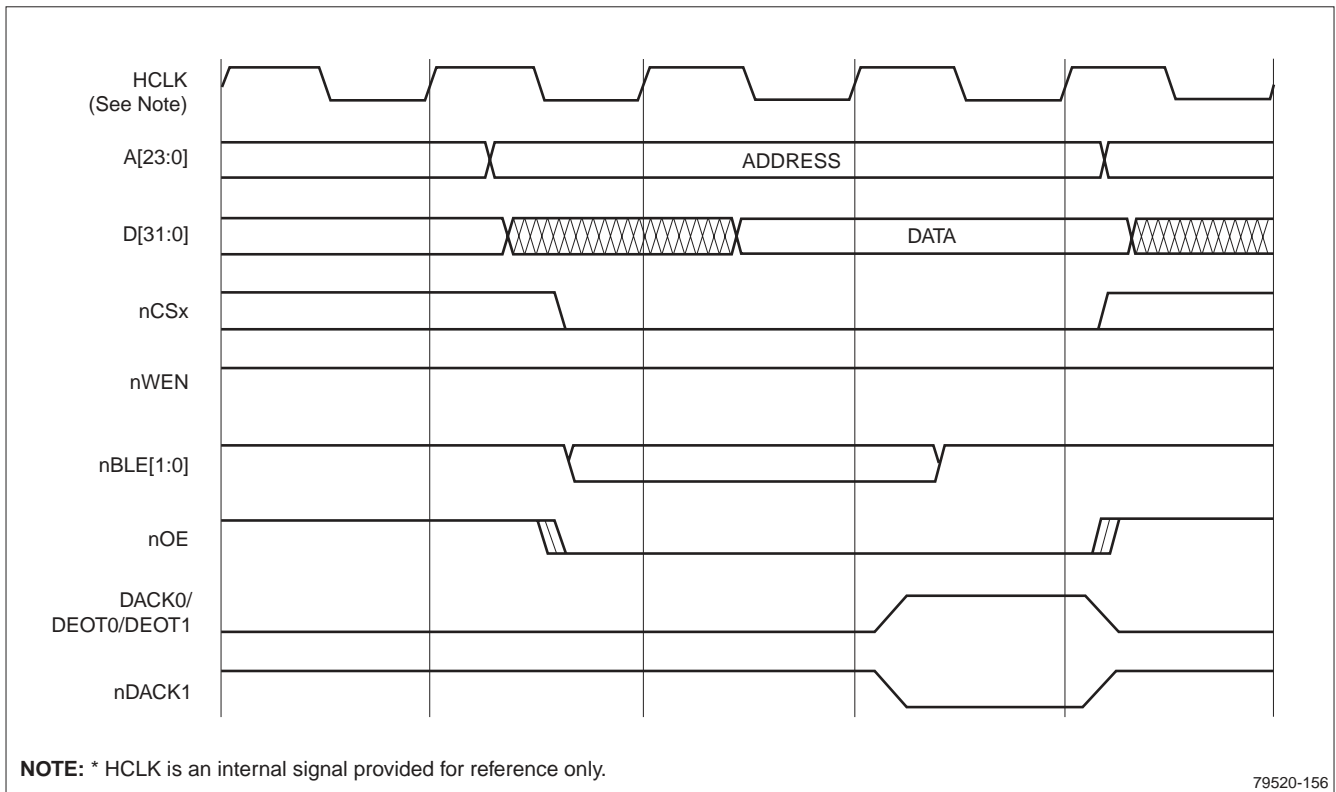 HCLK
(See Note)
A[23:0]
ADDRESS
D[31:0]
DATA
nCSx
nWEN
nBLE[1:0]
nOE
DACK0/
DEOT0/DEOT1
nDACK1
NOTE: * HCLK is an internal signal provided for reference only.
79520-156